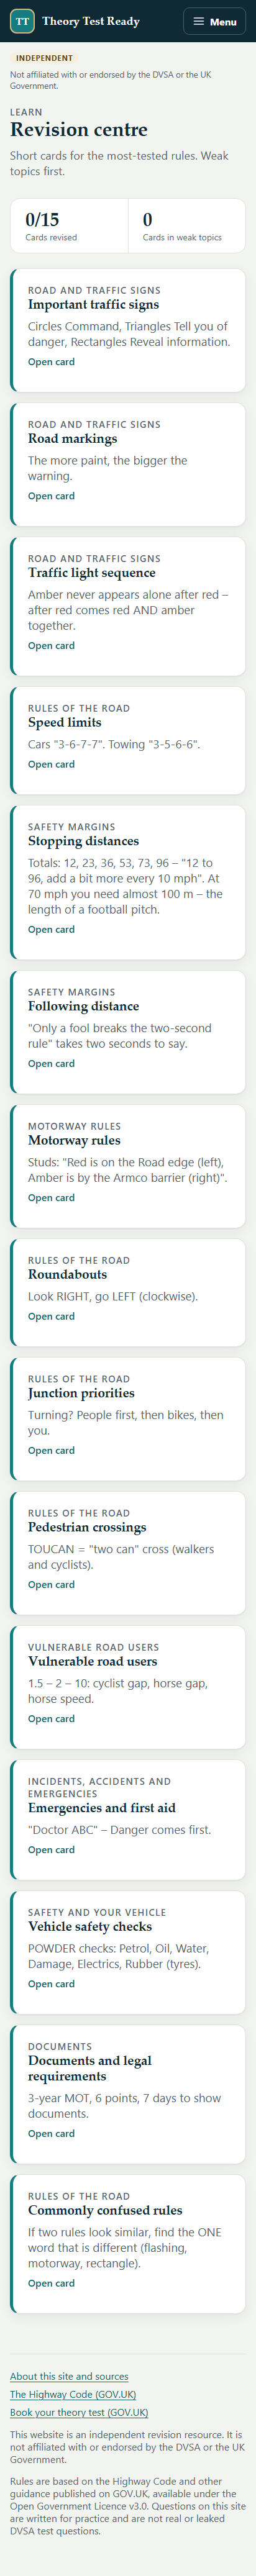 TT Theory Test Ready Menu
INDEPENDENT
Not affiliated with or endorsed by the DVSA or the UK
Government.
LEARN
Revision centre
Short cards for the most-tested rules. Weak
topics first.
0/15
Cards revised
0
Cards in weak topics
ROAD AND TRAFFIC SIGNS
Important traffic signs
Circles Command, Triangles Tell you of
danger, Rectangles Reveal information.
Open card
ROAD AND TRAFFIC SIGNS
Road markings
The more paint, the bigger the
warning.
Open card
ROAD AND TRAFFIC SIGNS
Traffic light sequence
Amber never appears alone after red –
after red comes red AND amber
together.
Open card
RULES OF THE ROAD
Speed limits
Cars "3-6-7-7". Towing "3-5-6-6".
Open card
SAFETY MARGINS
Stopping distances
Totals: 12, 23, 36, 53, 73, 96 – "12 to
96, add a bit more every 10 mph". At
70 mph you need almost 100 m – the
length of a football pitch.
Open card
SAFETY MARGINS
Following distance
"Only a fool breaks the two-second
rule" takes two seconds to say.
Open card
MOTORWAY RULES
Motorway rules
Studs: "Red is on the Road edge (left),
Amber is by the Armco barrier (right)".
Open card
RULES OF THE ROAD
Roundabouts
Look RIGHT, go LEFT (clockwise).
Open card
RULES OF THE ROAD
Junction priorities
Turning? People first, then bikes, then
you.
Open card
RULES OF THE ROAD
Pedestrian crossings
TOUCAN = "two can" cross (walkers
and cyclists).
Open card
VULNERABLE ROAD USERS
Vulnerable road users
1.5 – 2 – 10: cyclist gap, horse gap,
horse speed.
Open card
INCIDENTS, ACCIDENTS AND
EMERGENCIES
Emergencies and first aid
"Doctor ABC" – Danger comes first.
Open card
SAFETY AND YOUR VEHICLE
Vehicle safety checks
POWDER checks: Petrol, Oil, Water,
Damage, Electrics, Rubber (tyres).
Open card
DOCUMENTS
Documents and legal
requirements
3-year MOT, 6 points, 7 days to show
documents.
Open card
RULES OF THE ROAD
Commonly confused rules
If two rules look similar, find the ONE
word that is different (flashing,
motorway, rectangle).
Open card
About this site and sources
The Highway Code (GOV.UK)
Book your theory test (GOV.UK)
This website is an independent revision resource. It is
not affiliated with or endorsed by the DVSA or the UK
Government.
Rules are based on the Highway Code and other
guidance published on GOV.UK, available under the
Open Government Licence v3.0. Questions on this site
are written for practice and are not real or leaked
DVSA test questions.